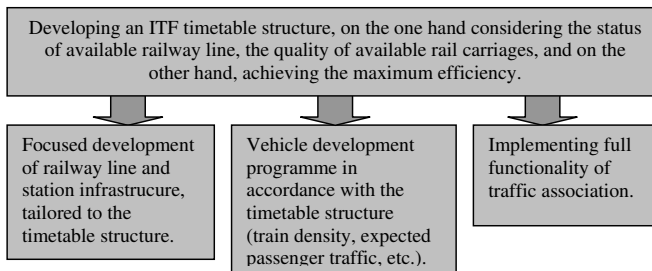 Developing an ITF timetable structure, on the one hand considering the status
of available railway line, the quality of available rail carriages, and on the
other hand, achieving the maximum efficiency.
Focused development
of railway line and
station infrastrucure,
tailored to the
timetable structure.
Vehicle development
programme in
accordance with the
timetable structure
(train density, expected
passenger traffic, etc.).
Implementing full
functionality of
traffic association.